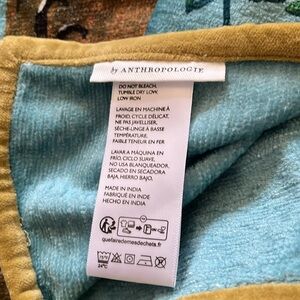 by ANTHROPOLOGIE
DO NOT BLEACH,
TUMBLE DRY LOW,
LOW IRON
LAVAGE EN MACHINE À
FROID, CYCLE DÉLICAT,
NE PAS JAVELLISER,
SÈCHE-LINGE À BASSE
TEMPÉRATURE,
FAIBLE TENEUR EN FER
LAVAR A MÁQUINA EN
FRÍO, CICLO SUAVE,
NO USA BLANQUEADOR,
SECADO EN SECADORA
BAJA, HIERRO BAJO.
MADE IN INDIA
FABRIQUÉ EN INDE
HECHO EN INDIA
quefairedemesdechets.fr